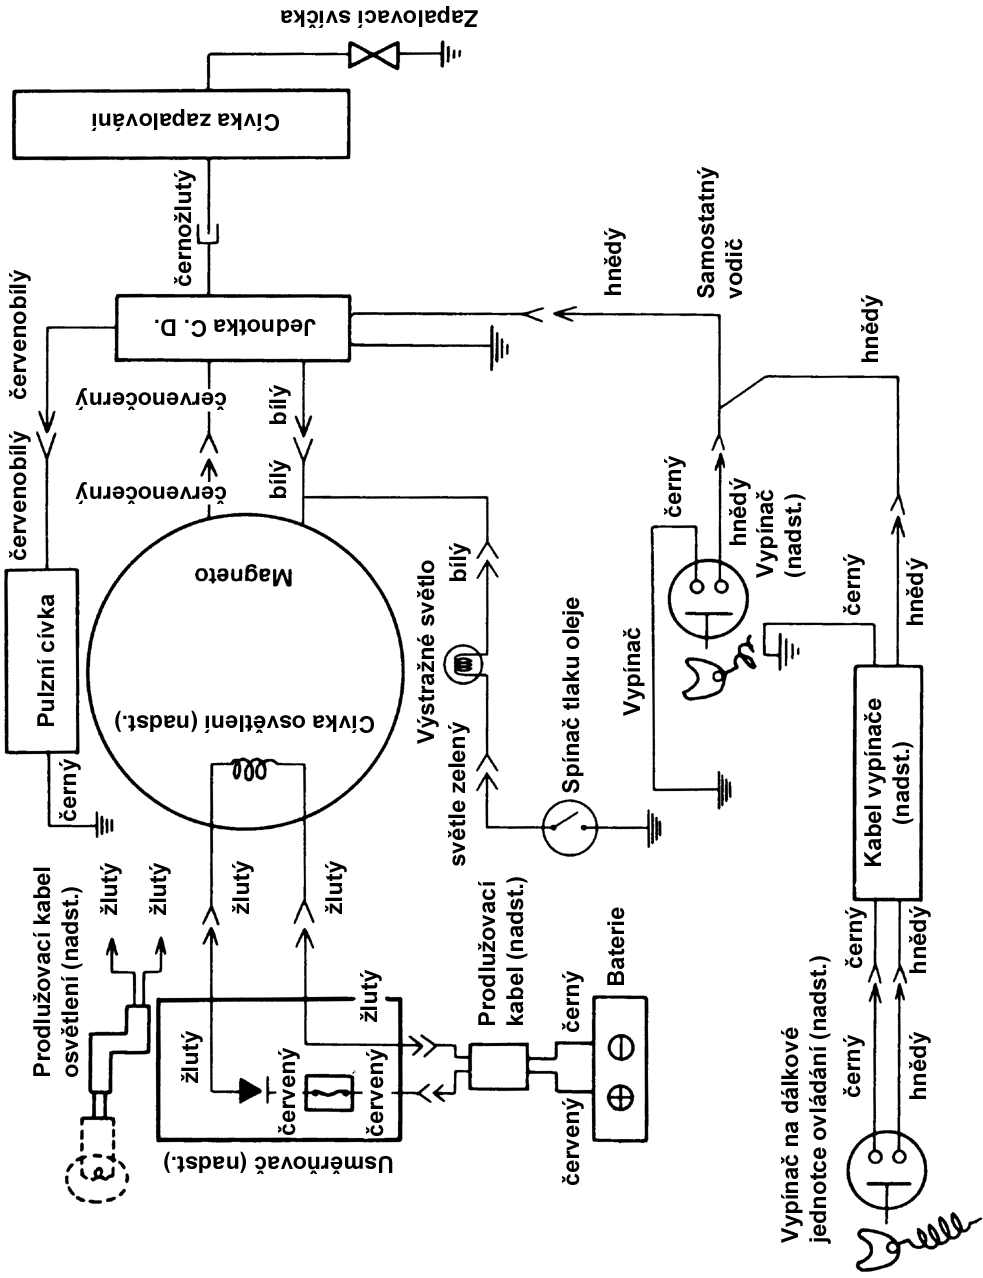 Zapalovací svíčka
Cívka zapalování
černožlutý
červenobílý
Jednotka C. D.
hnědý
Samostatný
vodič
hnědý
červenočerný
bílý
červenobílý
červenočerný
bílý
černý
hnědý
Vypínač
(nadst.)
Magneto
Pulzní cívka
Cívka osvětlení (nadst.)
Výstražné světlo
bílý
světle zelený
Spínač tlaku oleje
Vypínač
černý
hnědý
černý
Kabel vypínače
(nadst.)
Prodlužovací kabel
osvětlení (nadst.)
žlutý
žlutý
žlutý
žlutý
žlutý
žlutý
červený
červený
Usměrňovač (nadst.)
Prodlužovací
kabel (nadst.)
černý
červený
Baterie
černý
hnědý
černý
hnědý
Vypínač na dálkové
jednotce ovládání (nadst.)